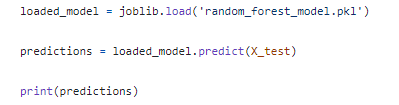 loaded_model = joblib.load('random_forest_model.pkl')
predictions = loaded_model.predict(X_test)
print(predictions)